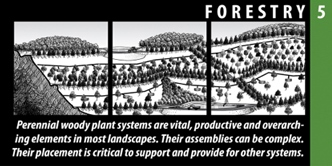 FORESTRY 5
Perennial woody plant systems are vital, productive and overarch-
ing elements in most landscapes. Their assemblies can be complex.
Their placement is critical to support and provide for other systems.